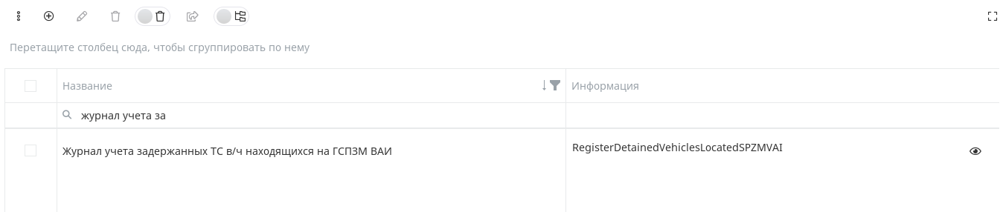 Перетащите столбец сюда, чтобы сгруппировать по нему
Название
Информация
журнал учета за
Журнал учета задержанных ТС в/ч находящихся на ГСПЗМ ВАИ
RegisterDetainedVehiclesLocatedSPZMVAI